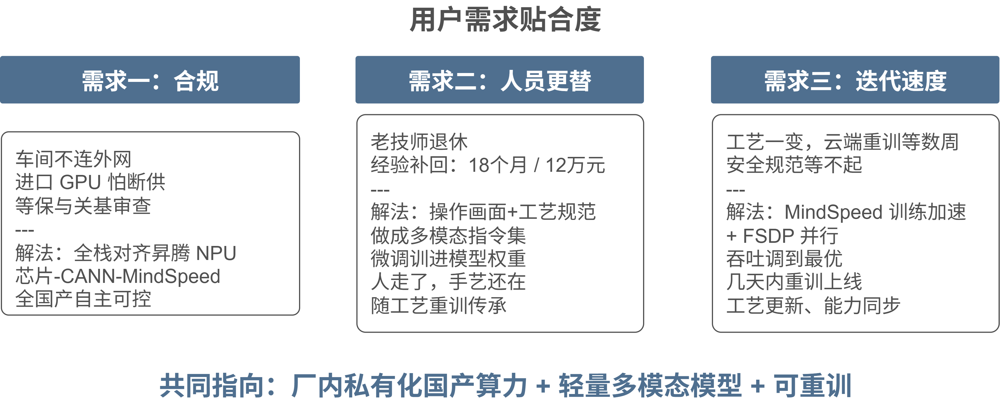 用户需求贴合度
需求一：合规
车间不连外网
进口 GPU 怕断供
等保与关基审查
---
解法：全栈对齐昇腾 NPU
芯片-CANN-MindSpeed
全国产自主可控
需求二：人员更替
老技师退休
经验补回：18个月 / 12万元
---
解法：操作画面+工艺规范
做成多模态指令集
微调训进模型权重
人走了，手艺还在
随工艺重训传承
需求三：迭代速度
工艺一变，云端重训等数周
安全规范等不起
---
解法：MindSpeed 训练加速
+ FSDP 并行
吞吐调到最优
几天内重训上线
工艺更新、能力同步
共同指向：厂内私有化国产算力 + 轻量多模态模型 + 可重训